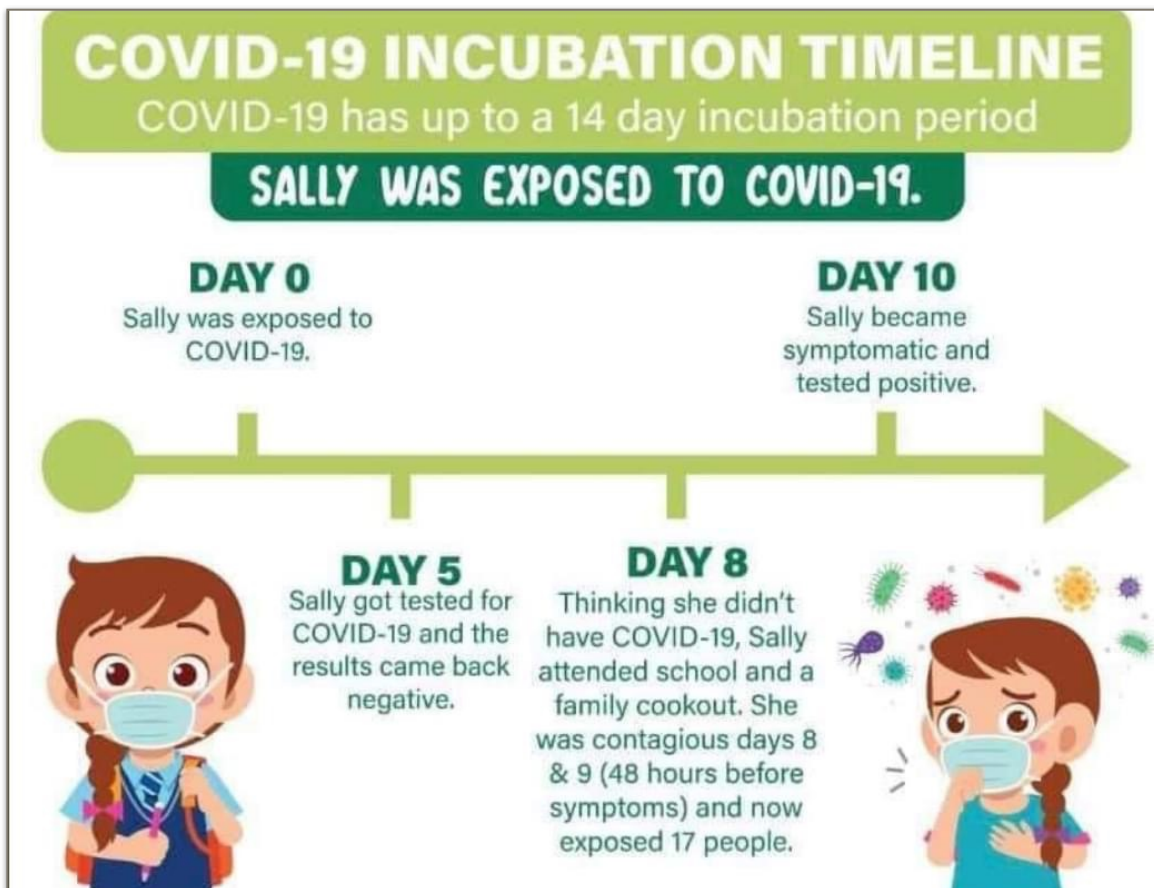 COVID-19 INCUBATION TIMELINE
COVID-19 has up to a 14 day incubation period
SALLY WAS EXPOSED TO COVID-19.
DAY 0
Sally was exposed to
COVID-19.
DAY 10
Sally became
symptomatic and
tested positive.
DAY 5
Sally got tested for
COVID-19 and the
results came back
negative.
DAY 8
Thinking she didn't
have COVID-19, Sally
attended school and a
family cookout. She
was contagious days 8
& 9 (48 hours before
symptoms) and now
exposed 17 people.